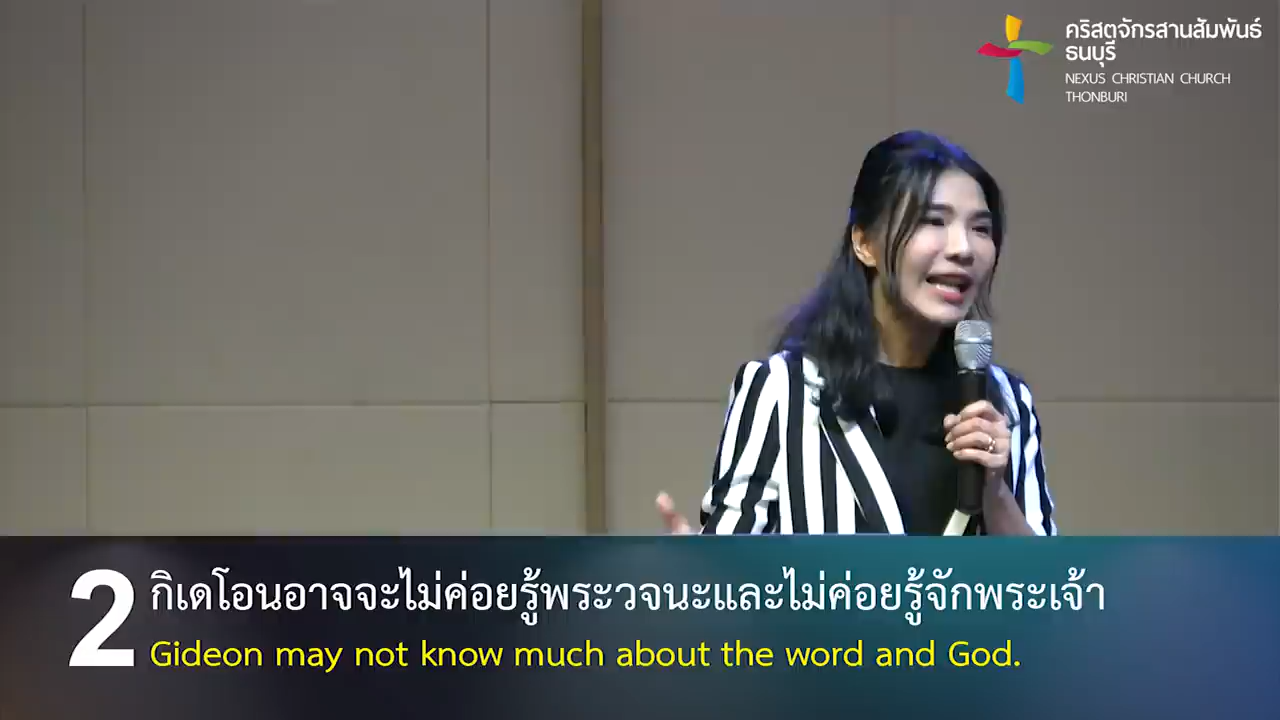 คริสตจักรสานสัมพันธ์
ธนบุรี
NEXUS CHRISTIAN CHURCH
THONBURI
2
กิเดโอนอาจจะไม่ค่อยรู้พระวจนะและไม่ค่อยรู้จักพระเจ้า
Gideon may not know much about the word and God.